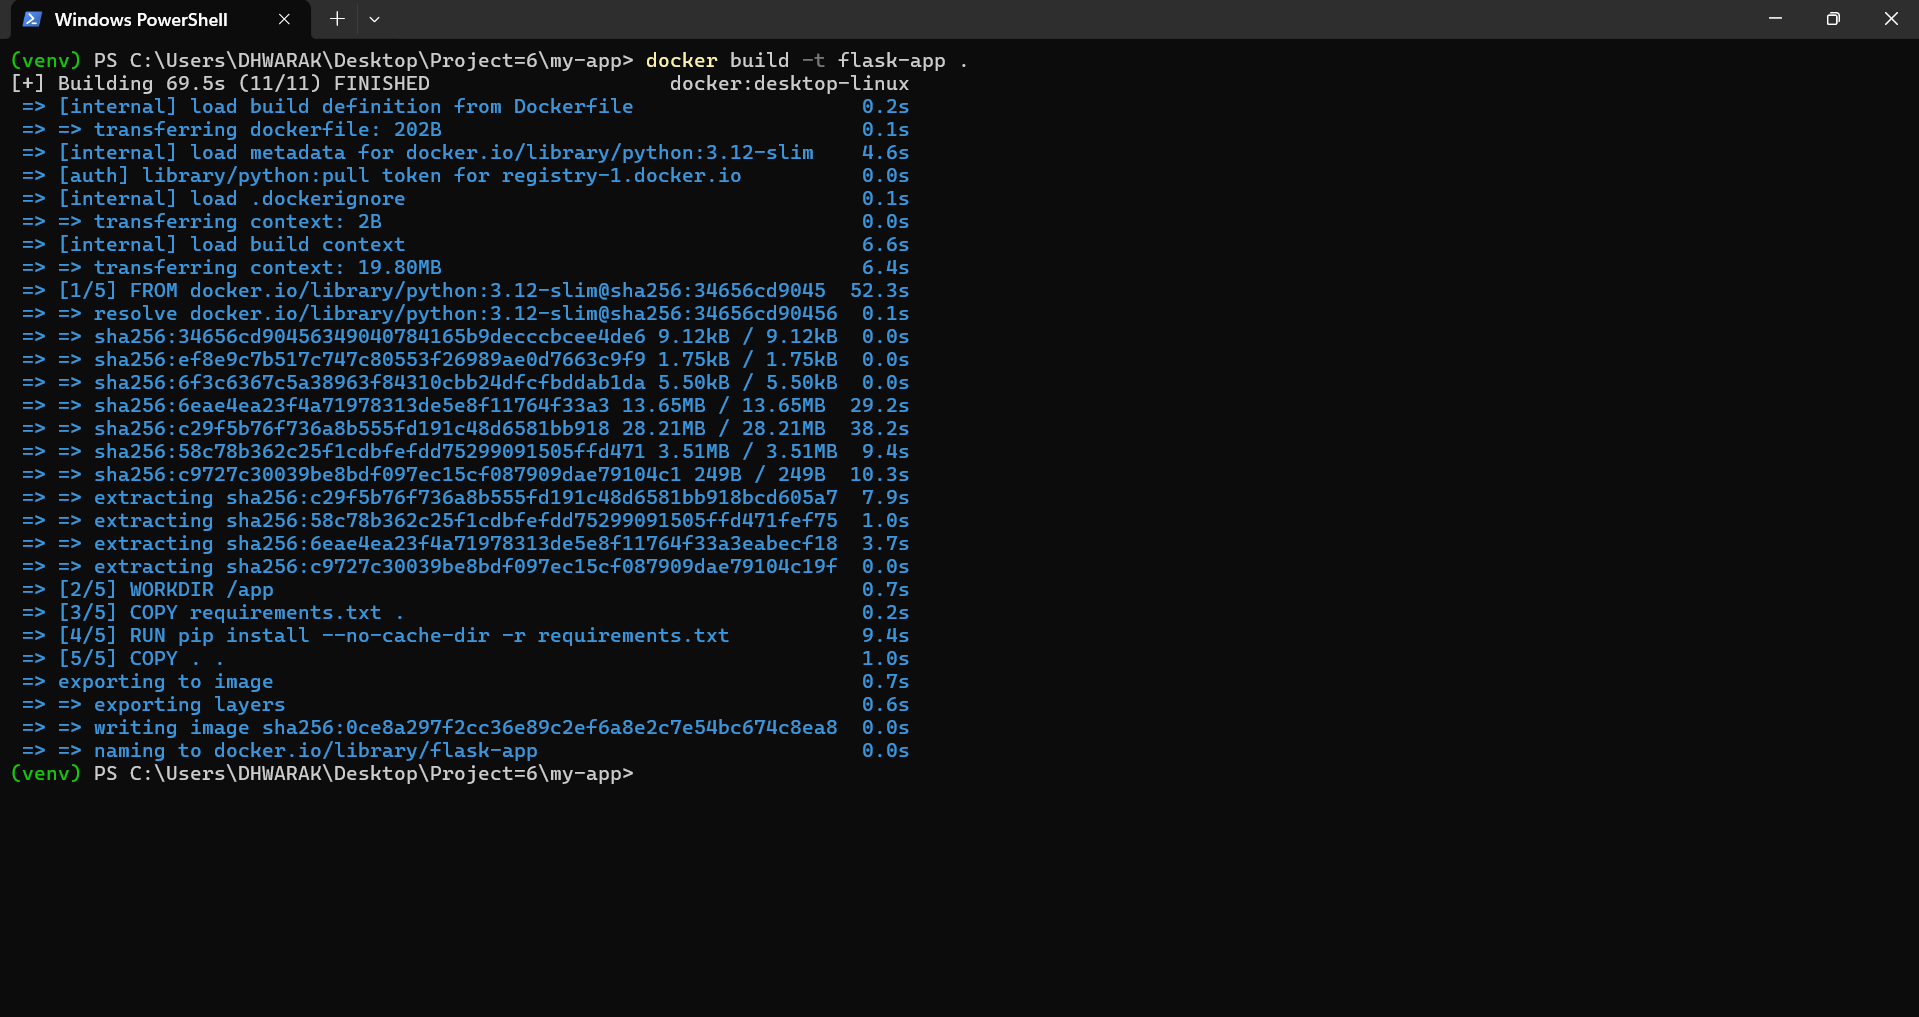 Windows PowerShell
(venv) PS C:\Users\DHWARAK\Desktop\Project=6\my-app> docker build -t flask-app .
[+] Building 69.5s (11/11) FINISHED docker:desktop-linux
=> [internal] load build definition from Dockerfile 0.2s
=> => transferring dockerfile: 202B 0.1s
=> [internal] load metadata for docker.io/library/python:3.12-slim 4.6s
=> [auth] library/python:pull token for registry-1.docker.io 0.0s
=> [internal] load .dockerignore 0.1s
=> => transferring context: 2B 0.0s
=> [internal] load build context 6.6s
=> => transferring context: 19.80MB 6.4s
=> [1/5] FROM docker.io/library/python:3.12-slim@sha256:34656cd9045 52.3s
=> => resolve docker.io/library/python:3.12-slim@sha256:34656cd90456 0.1s
=> => sha256:34656cd904563490407841​65b9decccbcee4de6 9.12kB / 9.12kB 0.0s
=> => sha256:ef8e9c7b517c747c80553f26989ae0d7663c9f9 1.75kB / 1.75kB 0.0s
=> => sha256:6f3c6367c5a38963f84310cbb24dfcfbddab1da 5.50kB / 5.50kB 0.0s
=> => sha256:6eae4ea23f4a71978313de5e8f11764f33a3 13.65MB / 13.65MB 29.2s
=> => sha256:c29f5b76f736a8b555fd191c48d6581bb918 28.21MB / 28.21MB 38.2s
=> => sha256:58c78b362c25f1cdbfefdd75299091505ffd471 3.51MB / 3.51MB 9.4s
=> => sha256:c9727c30039be8bdf097ec15cf087909dae79104c1 249B / 249B 10.3s
=> => extracting sha256:c29f5b76f736a8b555fd191c48d6581bb918bcd605a7 7.9s
=> => extracting sha256:58c78b362c25f1cdbfefdd75299091505ffd471fef75 1.0s
=> => extracting sha256:6eae4ea23f4a71978313de5e8f11764f33a3eabecf18 3.7s
=> => extracting sha256:c9727c30039be8bdf097ec15cf087909dae79104c19f 0.0s
=> [2/5] WORKDIR /app 0.7s
=> [3/5] COPY requirements.txt . 0.2s
=> [4/5] RUN pip install --no-cache-dir -r requirements.txt 9.4s
=> [5/5] COPY . . 1.0s
=> exporting to image 0.7s
=> => exporting layers 0.6s
=> => writing image sha256:0ce8a297f2cc36e89c2ef6a8e2c7e54bc674c8ea8 0.0s
=> => naming to docker.io/library/flask-app 0.0s
(venv) PS C:\Users\DHWARAK\Desktop\Project=6\my-app>